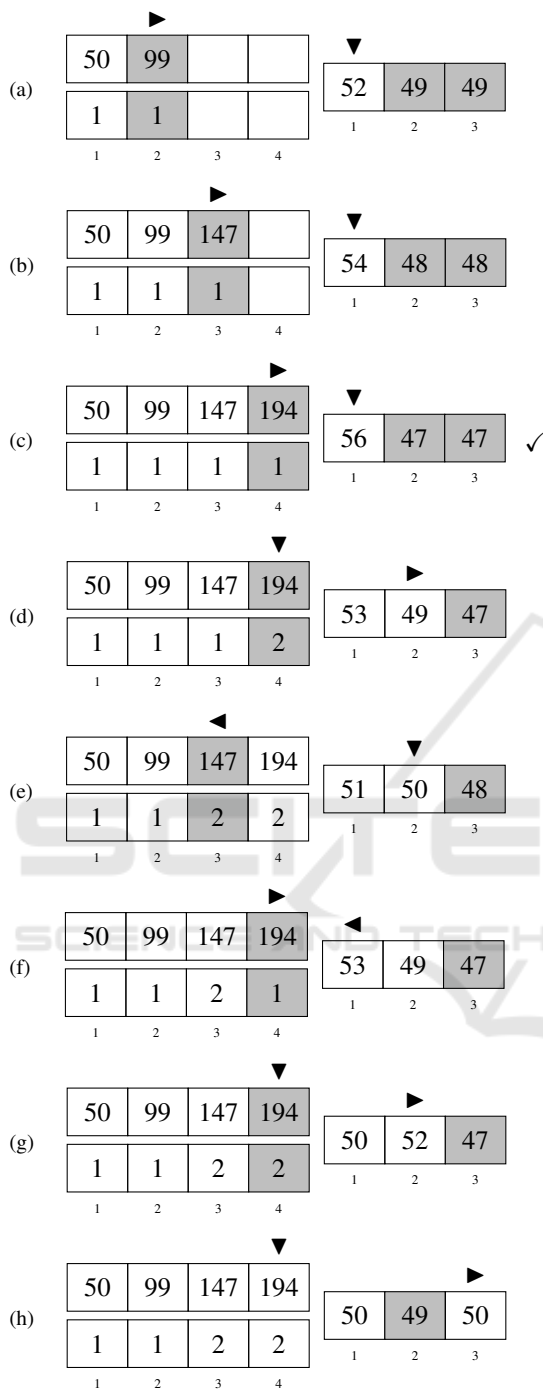 50 99
(a) 52 49 49
1 1
1 2 3 4 1 2 3
50 99 147
(b) 54 48 48
1 1 1
1 2 3 4 1 2 3
50 99 147 194
(c) 56 47 47 ✓
1 1 1 1
1 2 3 4 1 2 3
50 99 147 194
(d) 53 49 47
1 1 1 2
1 2 3 4 1 2 3
50 99 147 194
(e) 51 50 48
1 1 2 2
1 2 3 4 1 2 3
SCITE
50 99 147 194
SCIENCE AND TECH
(f) 53 49 47
1 1 2 1
1 2 3 4 1 2 3
50 99 147 194
(g) 50 52 47
1 1 2 2
1 2 3 4 1 2 3
50 99 147 194
(h) 50 49 50
1 1 2 2
1 2 3 4 1 2 3